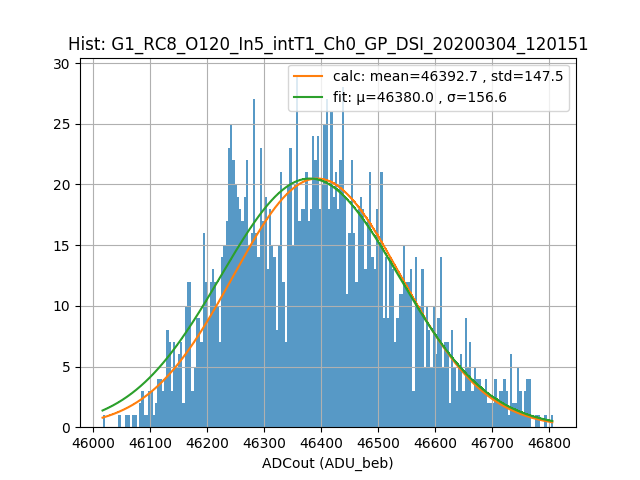 Hist: G1_RC8_O120_In5_intT1_Ch0_GP_DSI_20200304_120151
calc: mean=46392.7 , std=147.5
fit: μ=46380.0 , σ=156.6
30
25
20
15
10
5
0
46000 46100 46200 46300 46400 46500 46600 46700 46800
ADCout (ADU_beb)